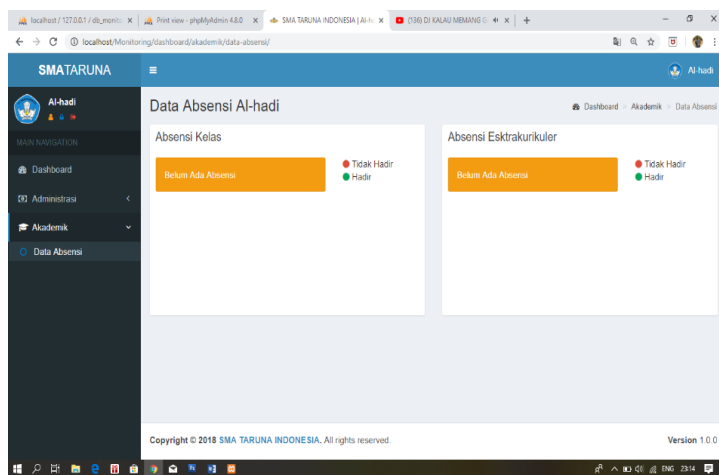 localhost / 127.0.0.1 / db_monito
Print view - phpMyAdmin 4.8.0
SMA TARUNA INDONESIA | Al-h
(136) DJ KALAU MEMANG G
localhost/Monitoring/dashboard/akademik/data-absensi/
SMATARUNA
Al-hadi
Al-hadi
Data Absensi Al-hadi
Dashboard > Akademik > Data Absensi
MAIN NAVIGATION
Dashboard
Administrasi
Akademik
Data Absensi
Absensi Kelas
Belum Ada Absensi
Tidak Hadir
Hadir
Absensi Esktrakurikuler
Belum Ada Absensi
Tidak Hadir
Hadir
Copyright © 2018 SMA TARUNA INDONESIA. All rights reserved.
Version 1.0.0
ENG
23:14